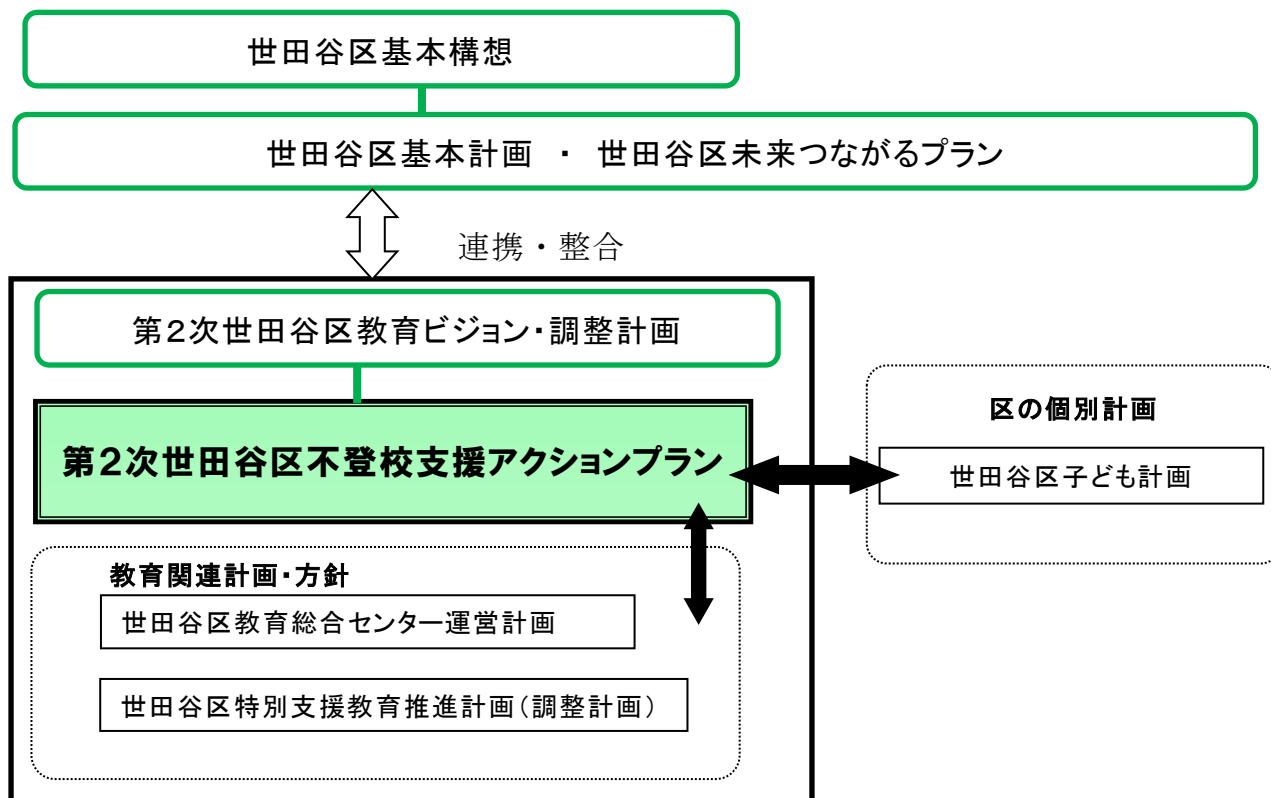 世田谷区基本構想
世田谷区基本計画 ・ 世田谷区未来つながるプラン
連携・整合
第2次世田谷区教育ビジョン・調整計画
第2次世田谷区不登校支援アクションプラン
区の個別計画
世田谷区子ども計画
教育関連計画・方針
世田谷区教育総合センター運営計画
世田谷区特別支援教育推進計画(調整計画)